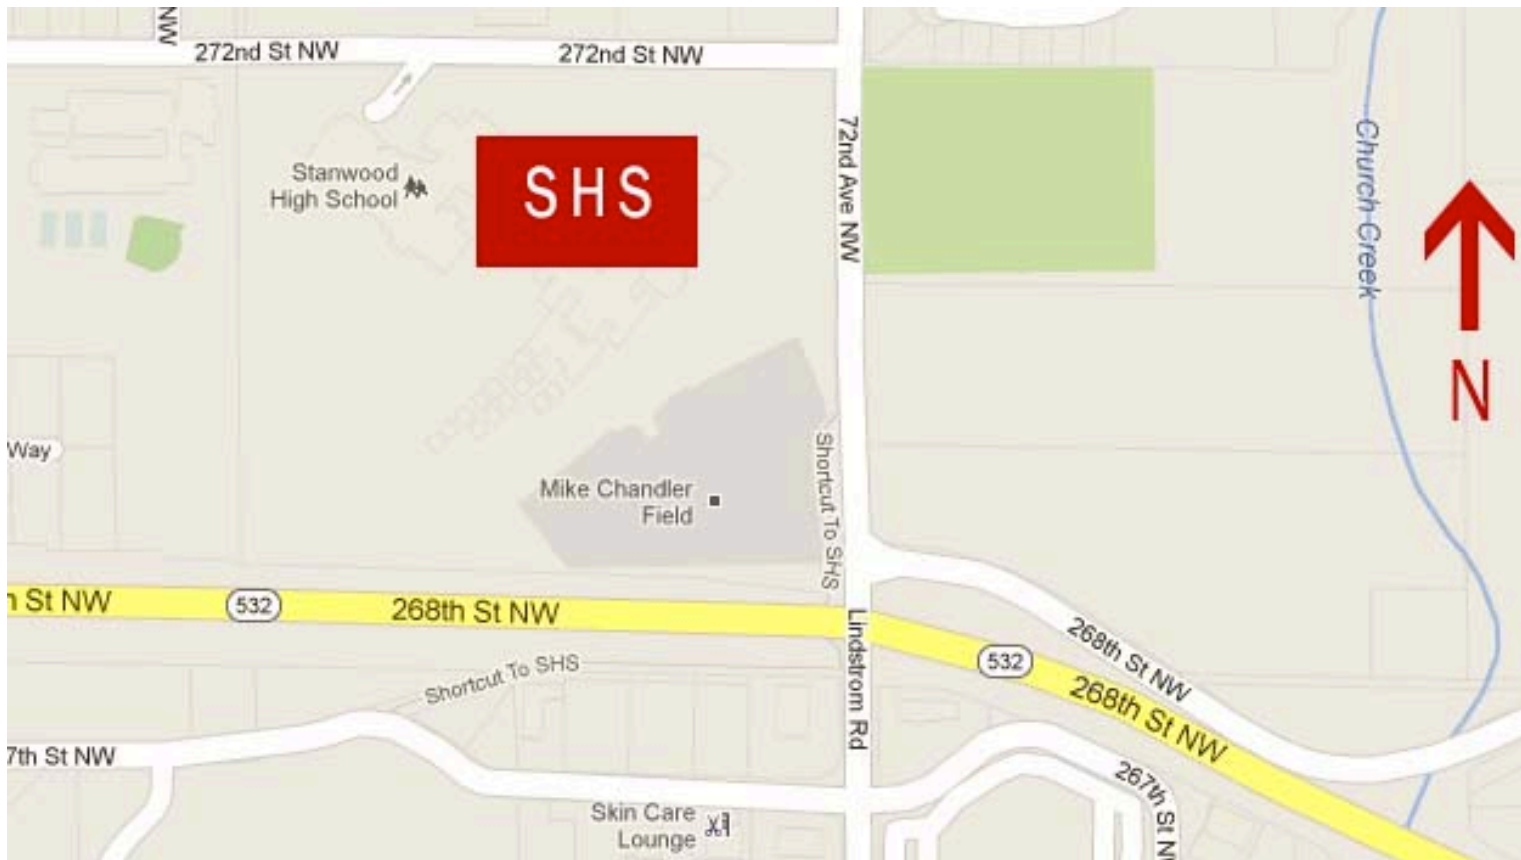 NW
272nd St NW
272nd St NW
Stanwood
High School
SHS
72nd Ave NW
Church Creek
N
Way
Mike Chandler
Field
Shortcut To SHS
St NW
532
268th St NW
Lindstrom Rd
268th St NW
532
268th St NW
Shortcut To SHS
7th St NW
267th St N
Skin Care
Lounge